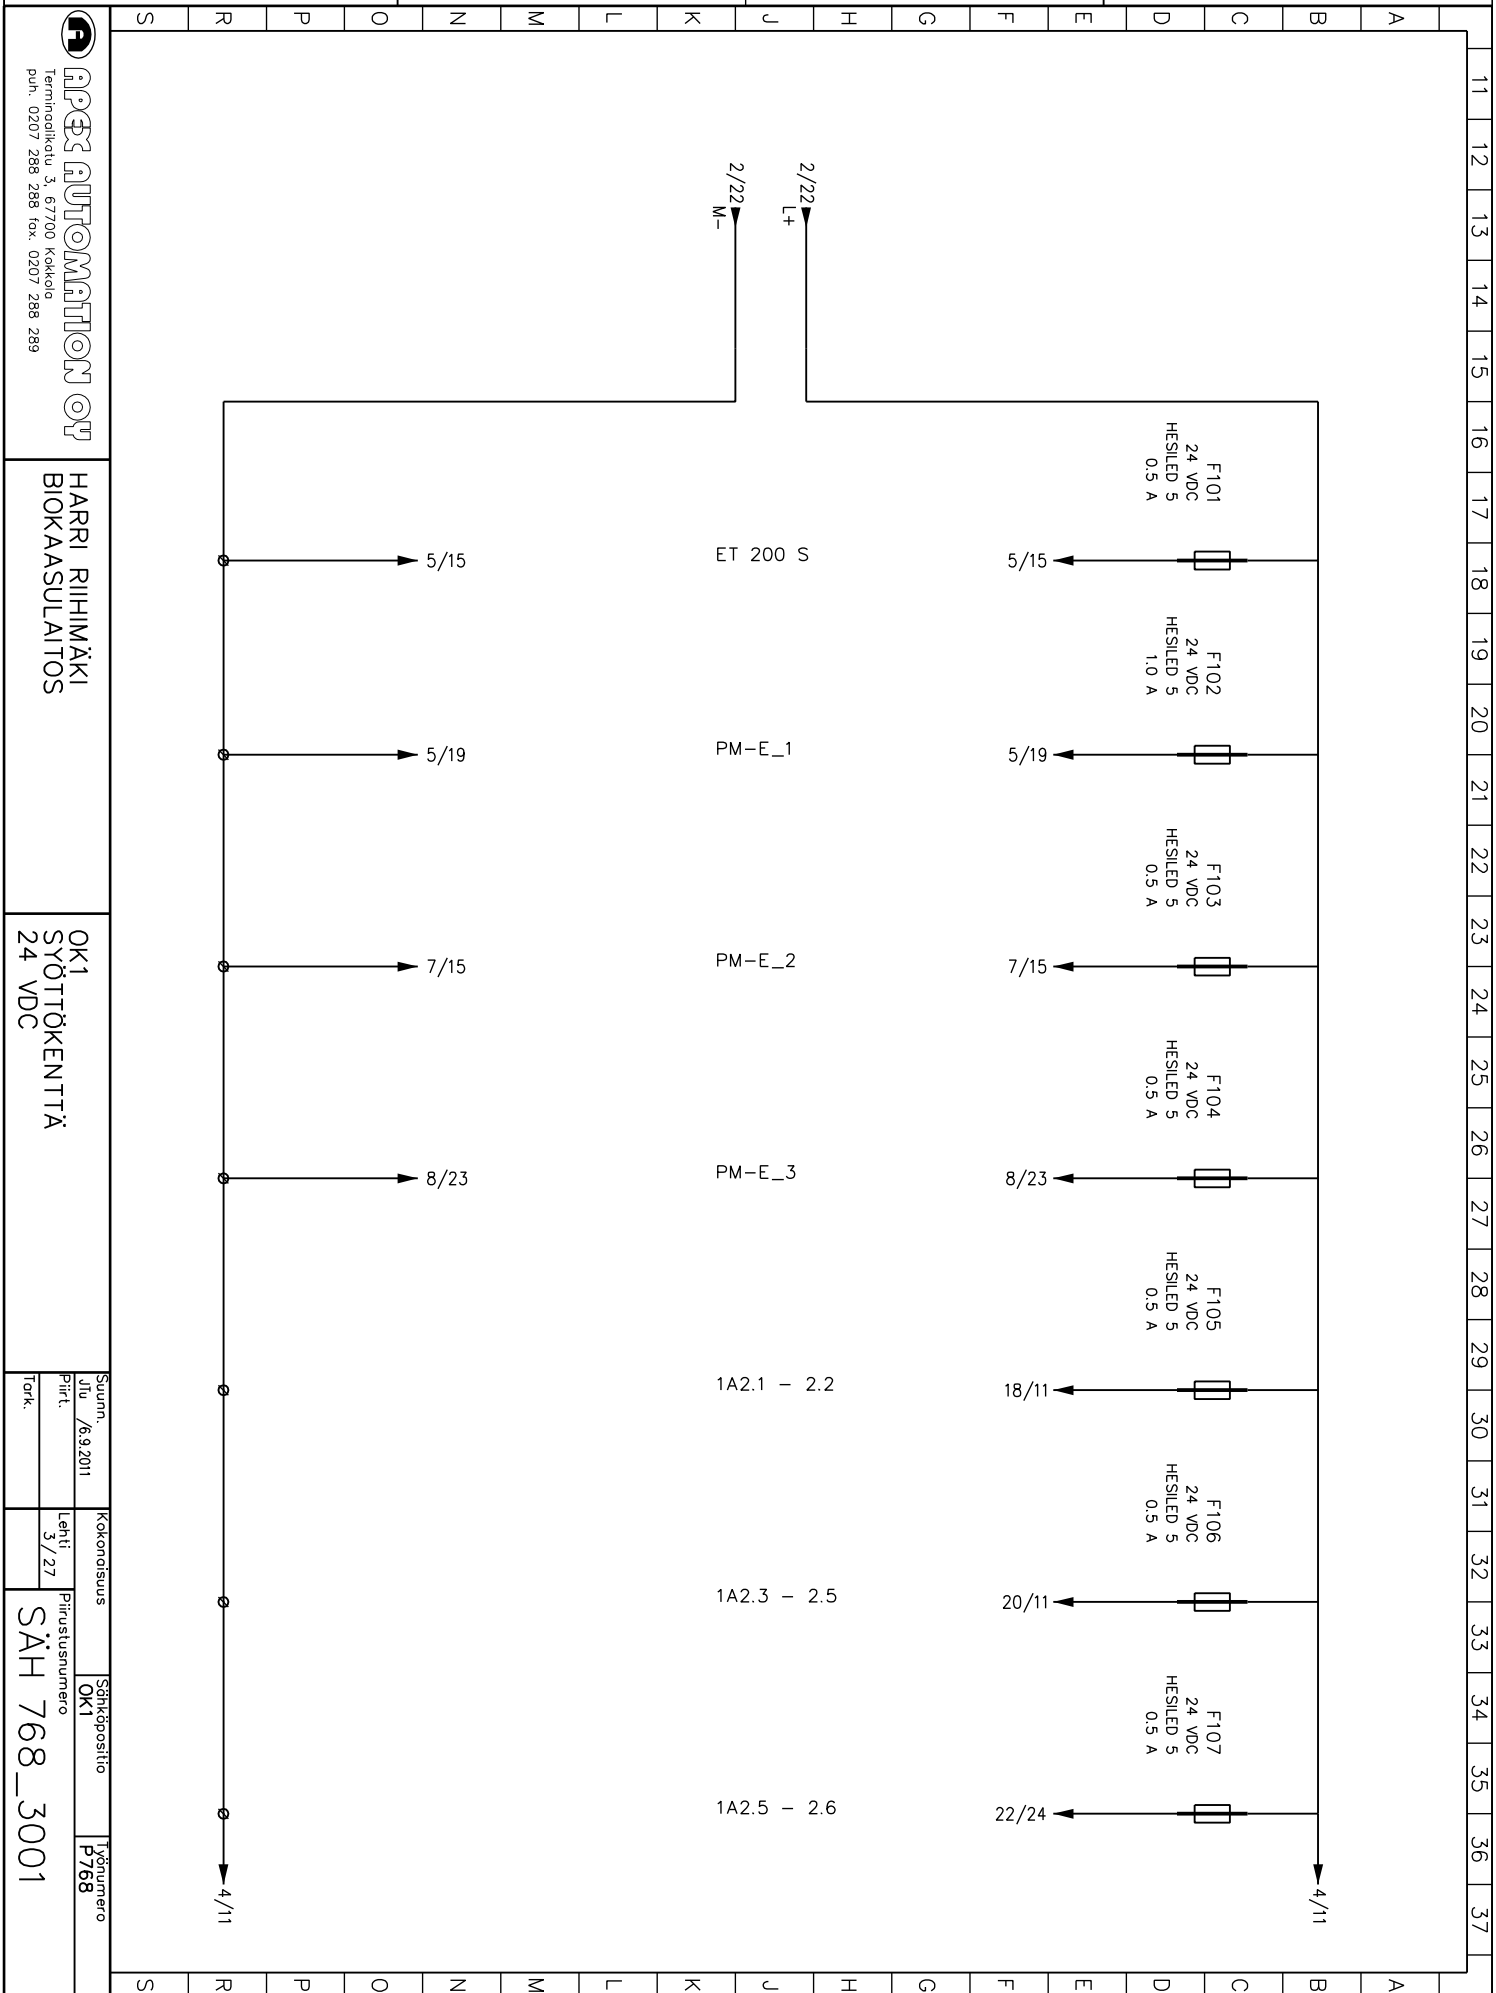 11 12 13 14 15 16 17 18 19 20 21 22 23 24 25 26 27 28 29 30 31 32 33 34 35 36 37
A A
B B
C C
D D
E E
F F
G G
H H
J J
K K
L L
M M
N N
O O
P P
R R
S S
4/11
F101
24 VDC
HESILED 5
0.5 A
F102
24 VDC
HESILED 5
1.0 A
F103
24 VDC
HESILED 5
0.5 A
F104
24 VDC
HESILED 5
0.5 A
F105
24 VDC
HESILED 5
0.5 A
F106
24 VDC
HESILED 5
0.5 A
F107
24 VDC
HESILED 5
0.5 A
5/15 5/19 7/15 8/23 18/11 20/11 22/24
2/22
L+
2/22
M-
ET 200 S
PM-E_1
PM-E_2
PM-E_3
1A2.1 - 2.2
1A2.3 - 2.5
1A2.5 - 2.6
5/15 5/19 7/15 8/23
4/11
A APEX AUTOMATION OY
Terminaalikatu 3, 67700 Kokkola
puh. 0207 288 288 fax. 0207 288 289
HARRI RIIHIMÄKI
BIOKAASULAITOS
OK1
SYÖTTÖKENTTÄ
24 VDC
Suunn.
JTu /6.9.2011
Piirt.
Tark.
Kokonaisuus
Lehti
3/27
Sähköpositio
OK1
Työnumero
P768
Piirustusnumero
SÄH 768_3001